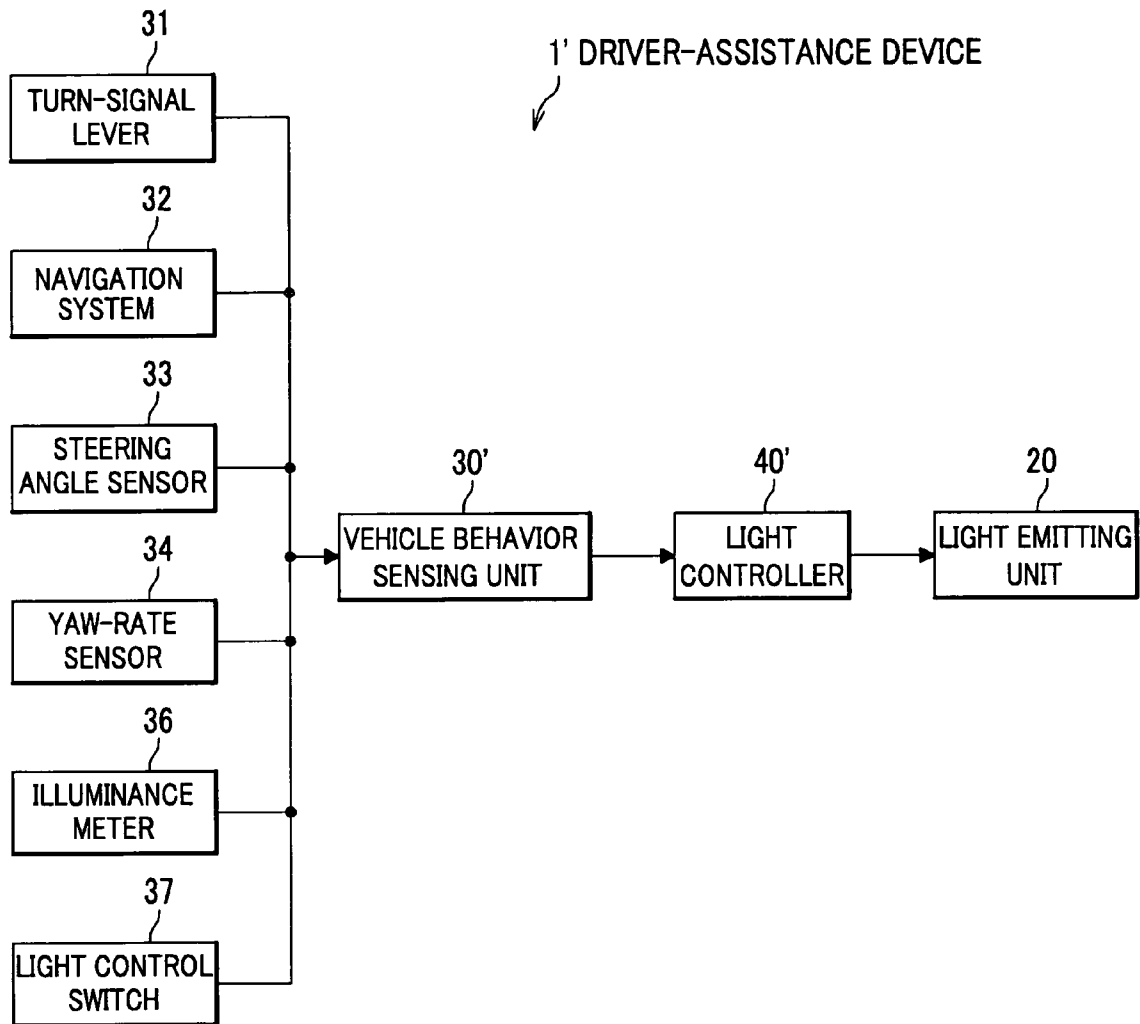 31
1' DRIVER-ASSISTANCE DEVICE
TURN-SIGNAL
LEVER
32
NAVIGATION
SYSTEM
33
STEERING
ANGLE SENSOR
30'
40'
20
VEHICLE BEHAVIOR
SENSING UNIT
LIGHT
CONTROLLER
LIGHT EMITTING
UNIT
34
YAW-RATE
SENSOR
36
ILLUMINANCE
METER
37
LIGHT CONTROL
SWITCH